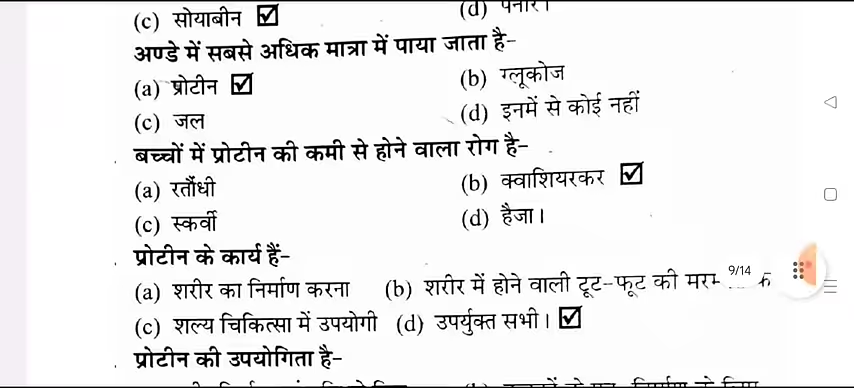 (c) सोयाबीन ☑ (d) पनीर।
अण्डे में सबसे अधिक मात्रा में पाया जाता है-
(a) प्रोटीन ☑ (b) ग्लूकोज
(c) जल (d) इनमें से कोई नहीं
बच्चों में प्रोटीन की कमी से होने वाला रोग है-
(a) रतौंधी (b) क्वाशियरकर ☑
(c) स्कर्वी (d) हैजा।
प्रोटीन के कार्य हैं-
(a) शरीर का निर्माण करना (b) शरीर में होने वाली टूट-फूट की
9/14
(c) शल्य चिकित्सा में उपयोगी (d) उपर्युक्त सभी। ☑
प्रोटीन की उपयोगिता है-